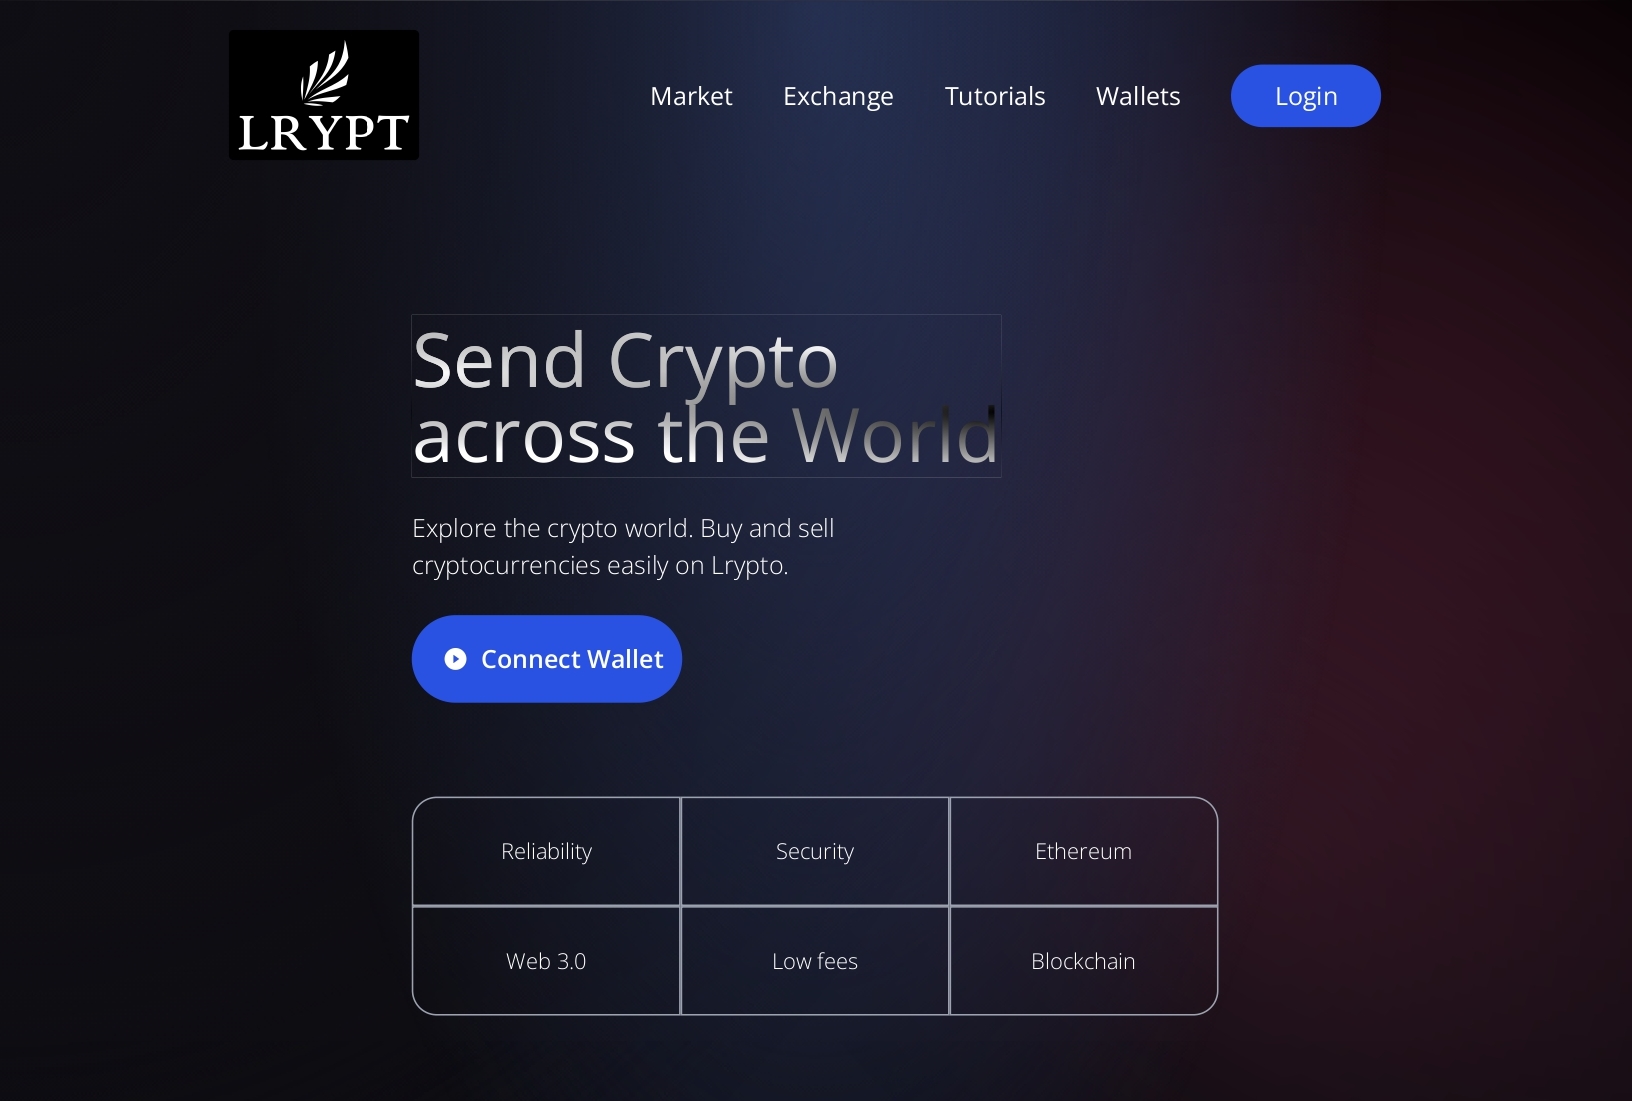 LRYPT
Market
Exchange
Tutorials
Wallets
Login
Send Crypto
across the World
Explore the crypto world. Buy and sell
cryptocurrencies easily on Lrypto.
Connect Wallet
Reliability
Security
Ethereum
Web 3.0
Low fees
Blockchain